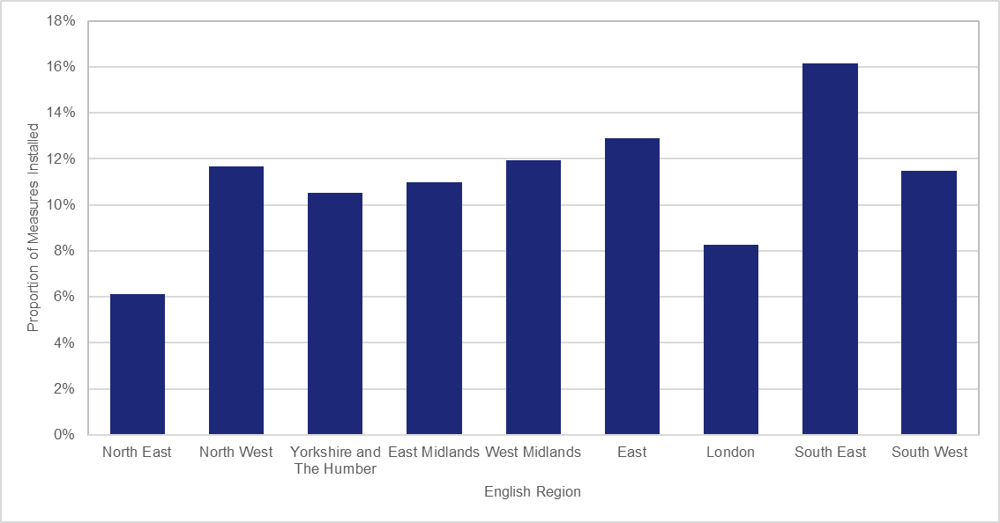 18%
16%
14%
12%
10%
8%
6%
4%
2%
0%
Proportion of Measures Installed
North East
North West
Yorkshire and
The Humber
East Midlands
West Midlands
East
London
South East
South West
English Region